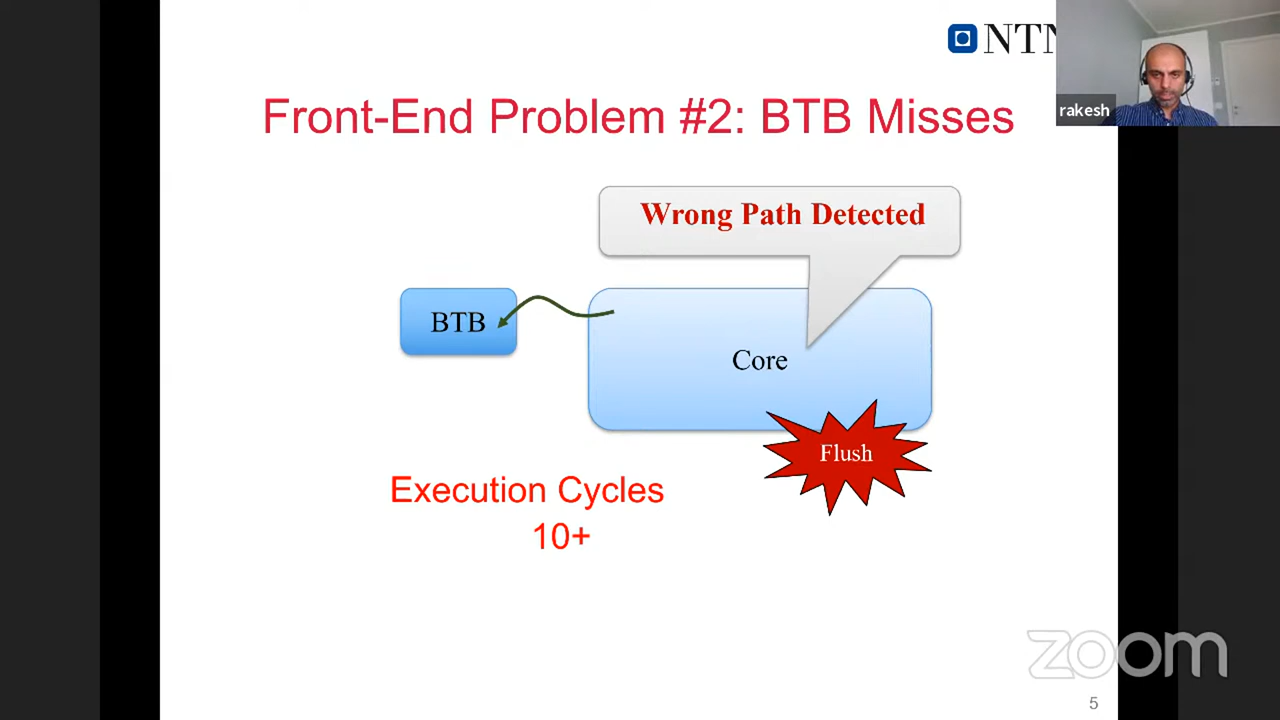 NTN
rakesh
Front-End Problem #2: BTB Misses
Wrong Path Detected
BTB
Core
Flush
Execution Cycles
10+
zoom
5